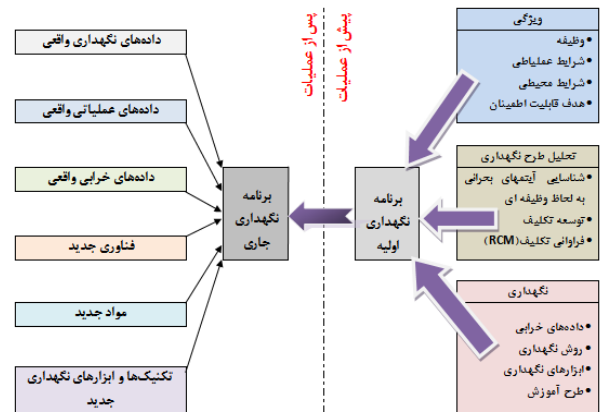 ویژگی
•وظیفه
•شرایط عملیاطی
•شرایط محیطی
•هدف قابلیت اطمینان
تحلیل طرح نگهداری
•شناسایی آیتمهای بحرانی
به لحاظ وظیفه ای
•توسعه تکلیف
•فراوانی تکلیف(RCM)
نگهداری
•داده‌های خرابی
•روش نگهداری
•ابزارهای نگهداری
•طرح آموزش
پیش از عملیات
پس از عملیات
برنامه
نگهداری
اولیه
برنامه
نگهداری
جاری
داده‌های نگهداری واقعی
داده‌های عملیاتی واقعی
داده‌های خرابی واقعی
فناوری جدید
مواد جدید
تکنیک‌ها و ابزارهای نگهداری
جدید